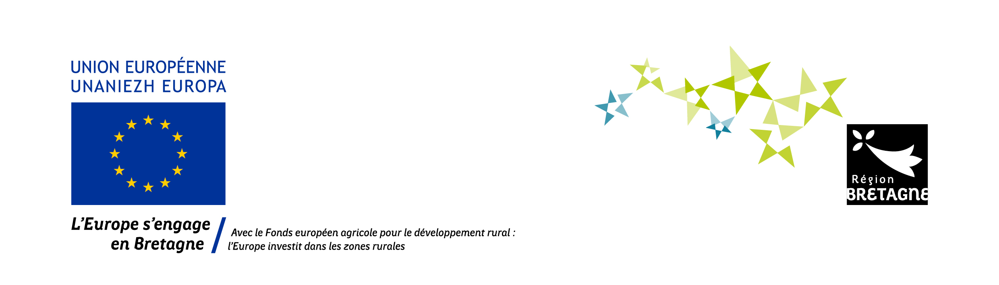 UNION EUROPÉENNE
UNANIEZH EUROPA
L’Europe s’engage
en Bretagne
Avec le Fonds européen agricole pour le développement rural :
l’Europe investit dans les zones rurales
Région
BRETAGNE